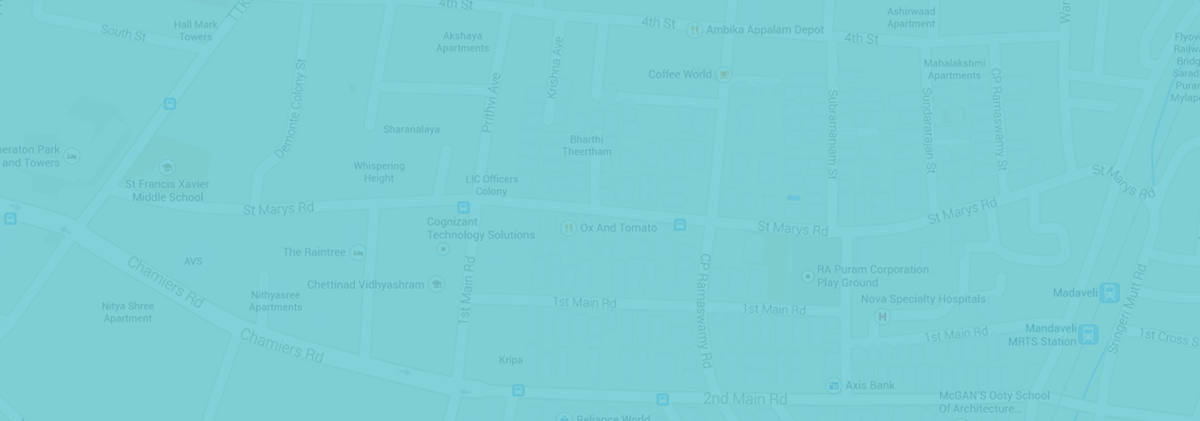 4th St
Hall Mark
Towers
South St
TTK
Akshaya
Apartments
4th St
Ambika Appalam Depot
4th St
Ashirwaad
Apartment
Coffee World
Mahalakshmi
Apartments
Demonte Colony St
Prithvi Ave
Krishna Ave
Subramaniam St
Sundararajan St
CP Ramaswamy St
Sharanalaya
Bharthi
Theertham
and Towers
St Francis Xavier
Middle School
Whispering
Height
LIC Officers
Colony
St Marys Rd
St Marys Rd
St Marys Rd
St Marys Rd
Cognizant
Technology Solutions
Ox And Tomato
The Raintree
AVS
Chamiers Rd
Chettinad Vidhyashram
Nithyasree
Apartments
Nitya Shree
Apartment
1st Main Rd
1st Main Rd
CP Ramaswamy Rd
1st Main Rd
RA Puram Corporation
Play Ground
Nova Specialty Hospitals
Madaveli
1st Main Rd
Mandaveli
MRTS Station
Sringeri Mutt Rd
1st Cross S
Chamiers Rd
Kripa
Axis Bank
2nd Main Rd
McGAN'S Ooty School
Of Architecture...
Reliance World